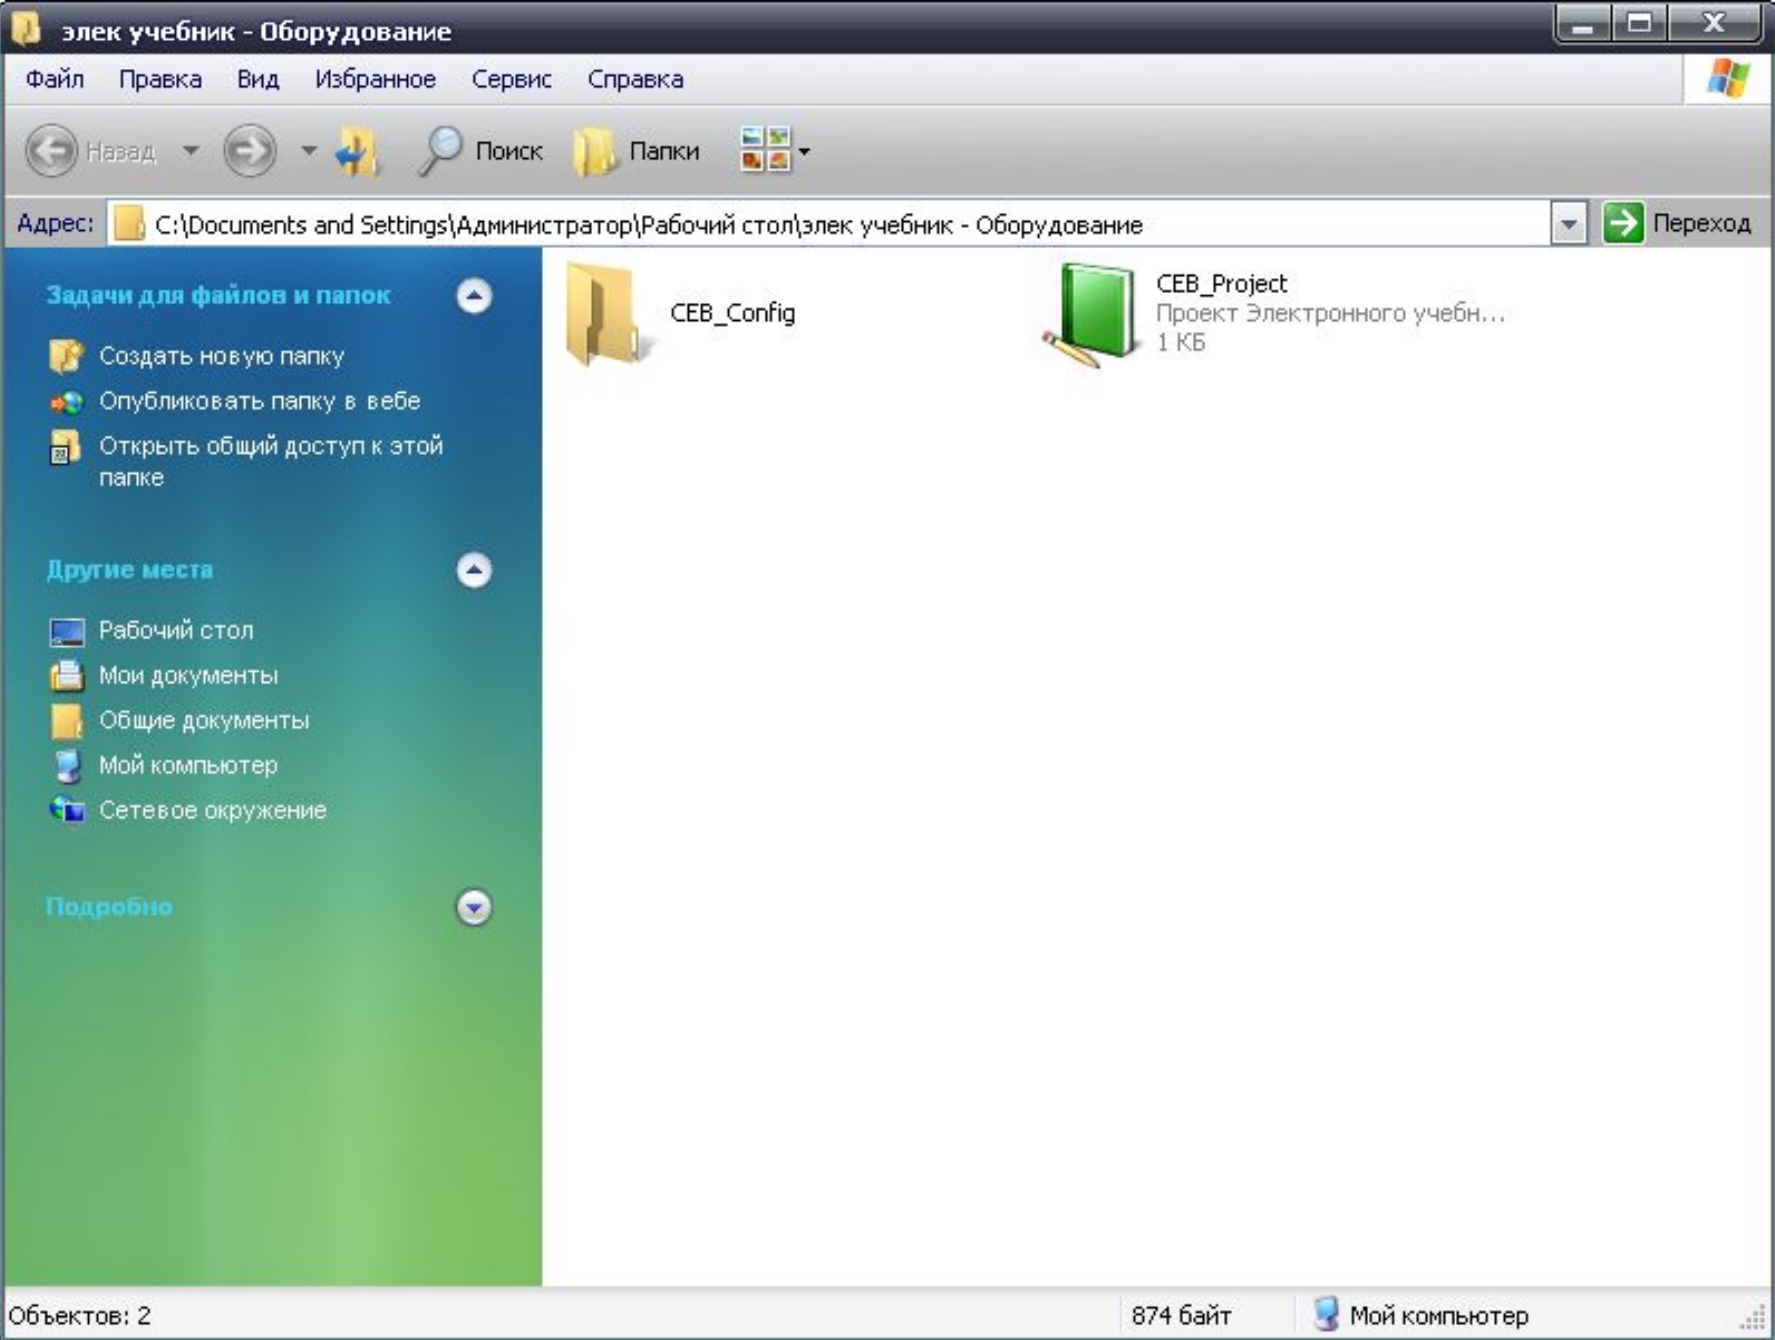 элек учебник - Оборудование
Файл Правка Вид Избранное Сервис Справка
Назад Поиск Папки
Адрес: C:\Documents and Settings\Администратор\Рабочий стол\элек учебник - Оборудование Переход
Задачи для файлов и папок
Создать новую папку
Опубликовать папку в вебе
Открыть общий доступ к этой
папке
Другие места
Рабочий стол
Мои документы
Общие документы
Мой компьютер
Сетевое окружение
Подробно
CEB_Config
CEB_Project
Проект Электронного учебн...
1 КБ
Объектов: 2 874 байт Мой компьютер